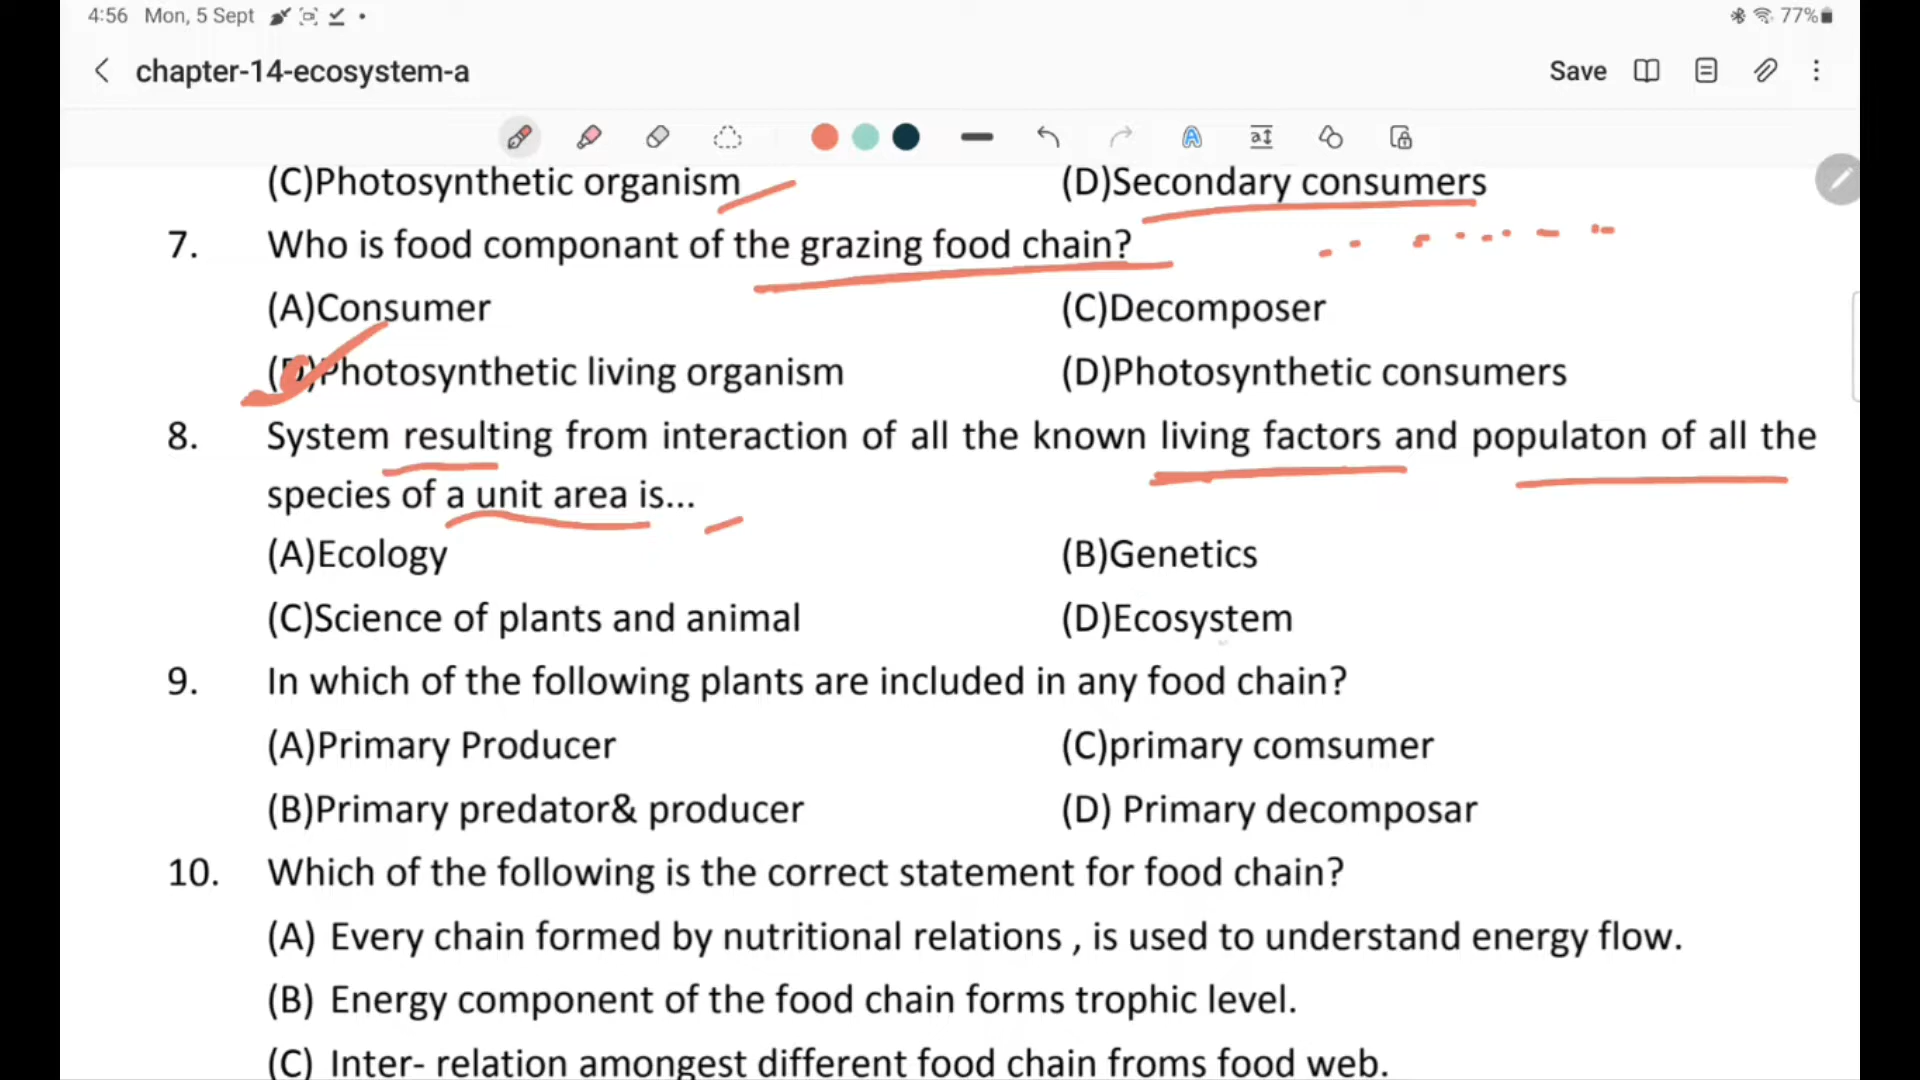 4:56 Mon, 5 Sept
77%
chapter-14-ecosystem-a
Save
(C)Photosynthetic organism (D)Secondary consumers
7. Who is food componant of the grazing food chain?
(A)Consumer (C)Decomposer
(D)Photosynthetic living organism (D)Photosynthetic consumers
8. System resulting from interaction of all the known living factors and populaton of all the
species of a unit area is...
(A)Ecology (B)Genetics
(C)Science of plants and animal (D)Ecosystem
9. In which of the following plants are included in any food chain?
(A)Primary Producer (C)primary comsumer
(B)Primary predator& producer (D) Primary decomposar
10. Which of the following is the correct statement for food chain?
(A) Every chain formed by nutritional relations , is used to understand energy flow.
(B) Energy component of the food chain forms trophic level.
(C) Inter- relation amongest different food chain froms food web.